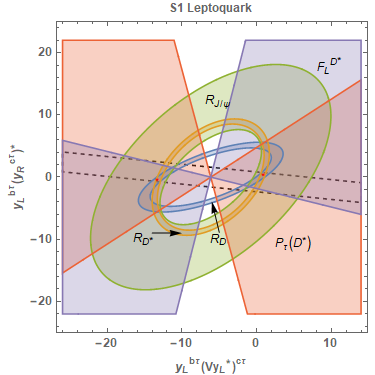 S1 Leptoquark
20
10
0
−10
−20
−20
−10
0
10
y_L^{bτ}(y_R^{cτ})*
y_L^{bτ}(Vy_L^*)^{cτ}
F_L^{D*}
R_{J/ψ}
R_{D*}
R_D
P_τ(D*)